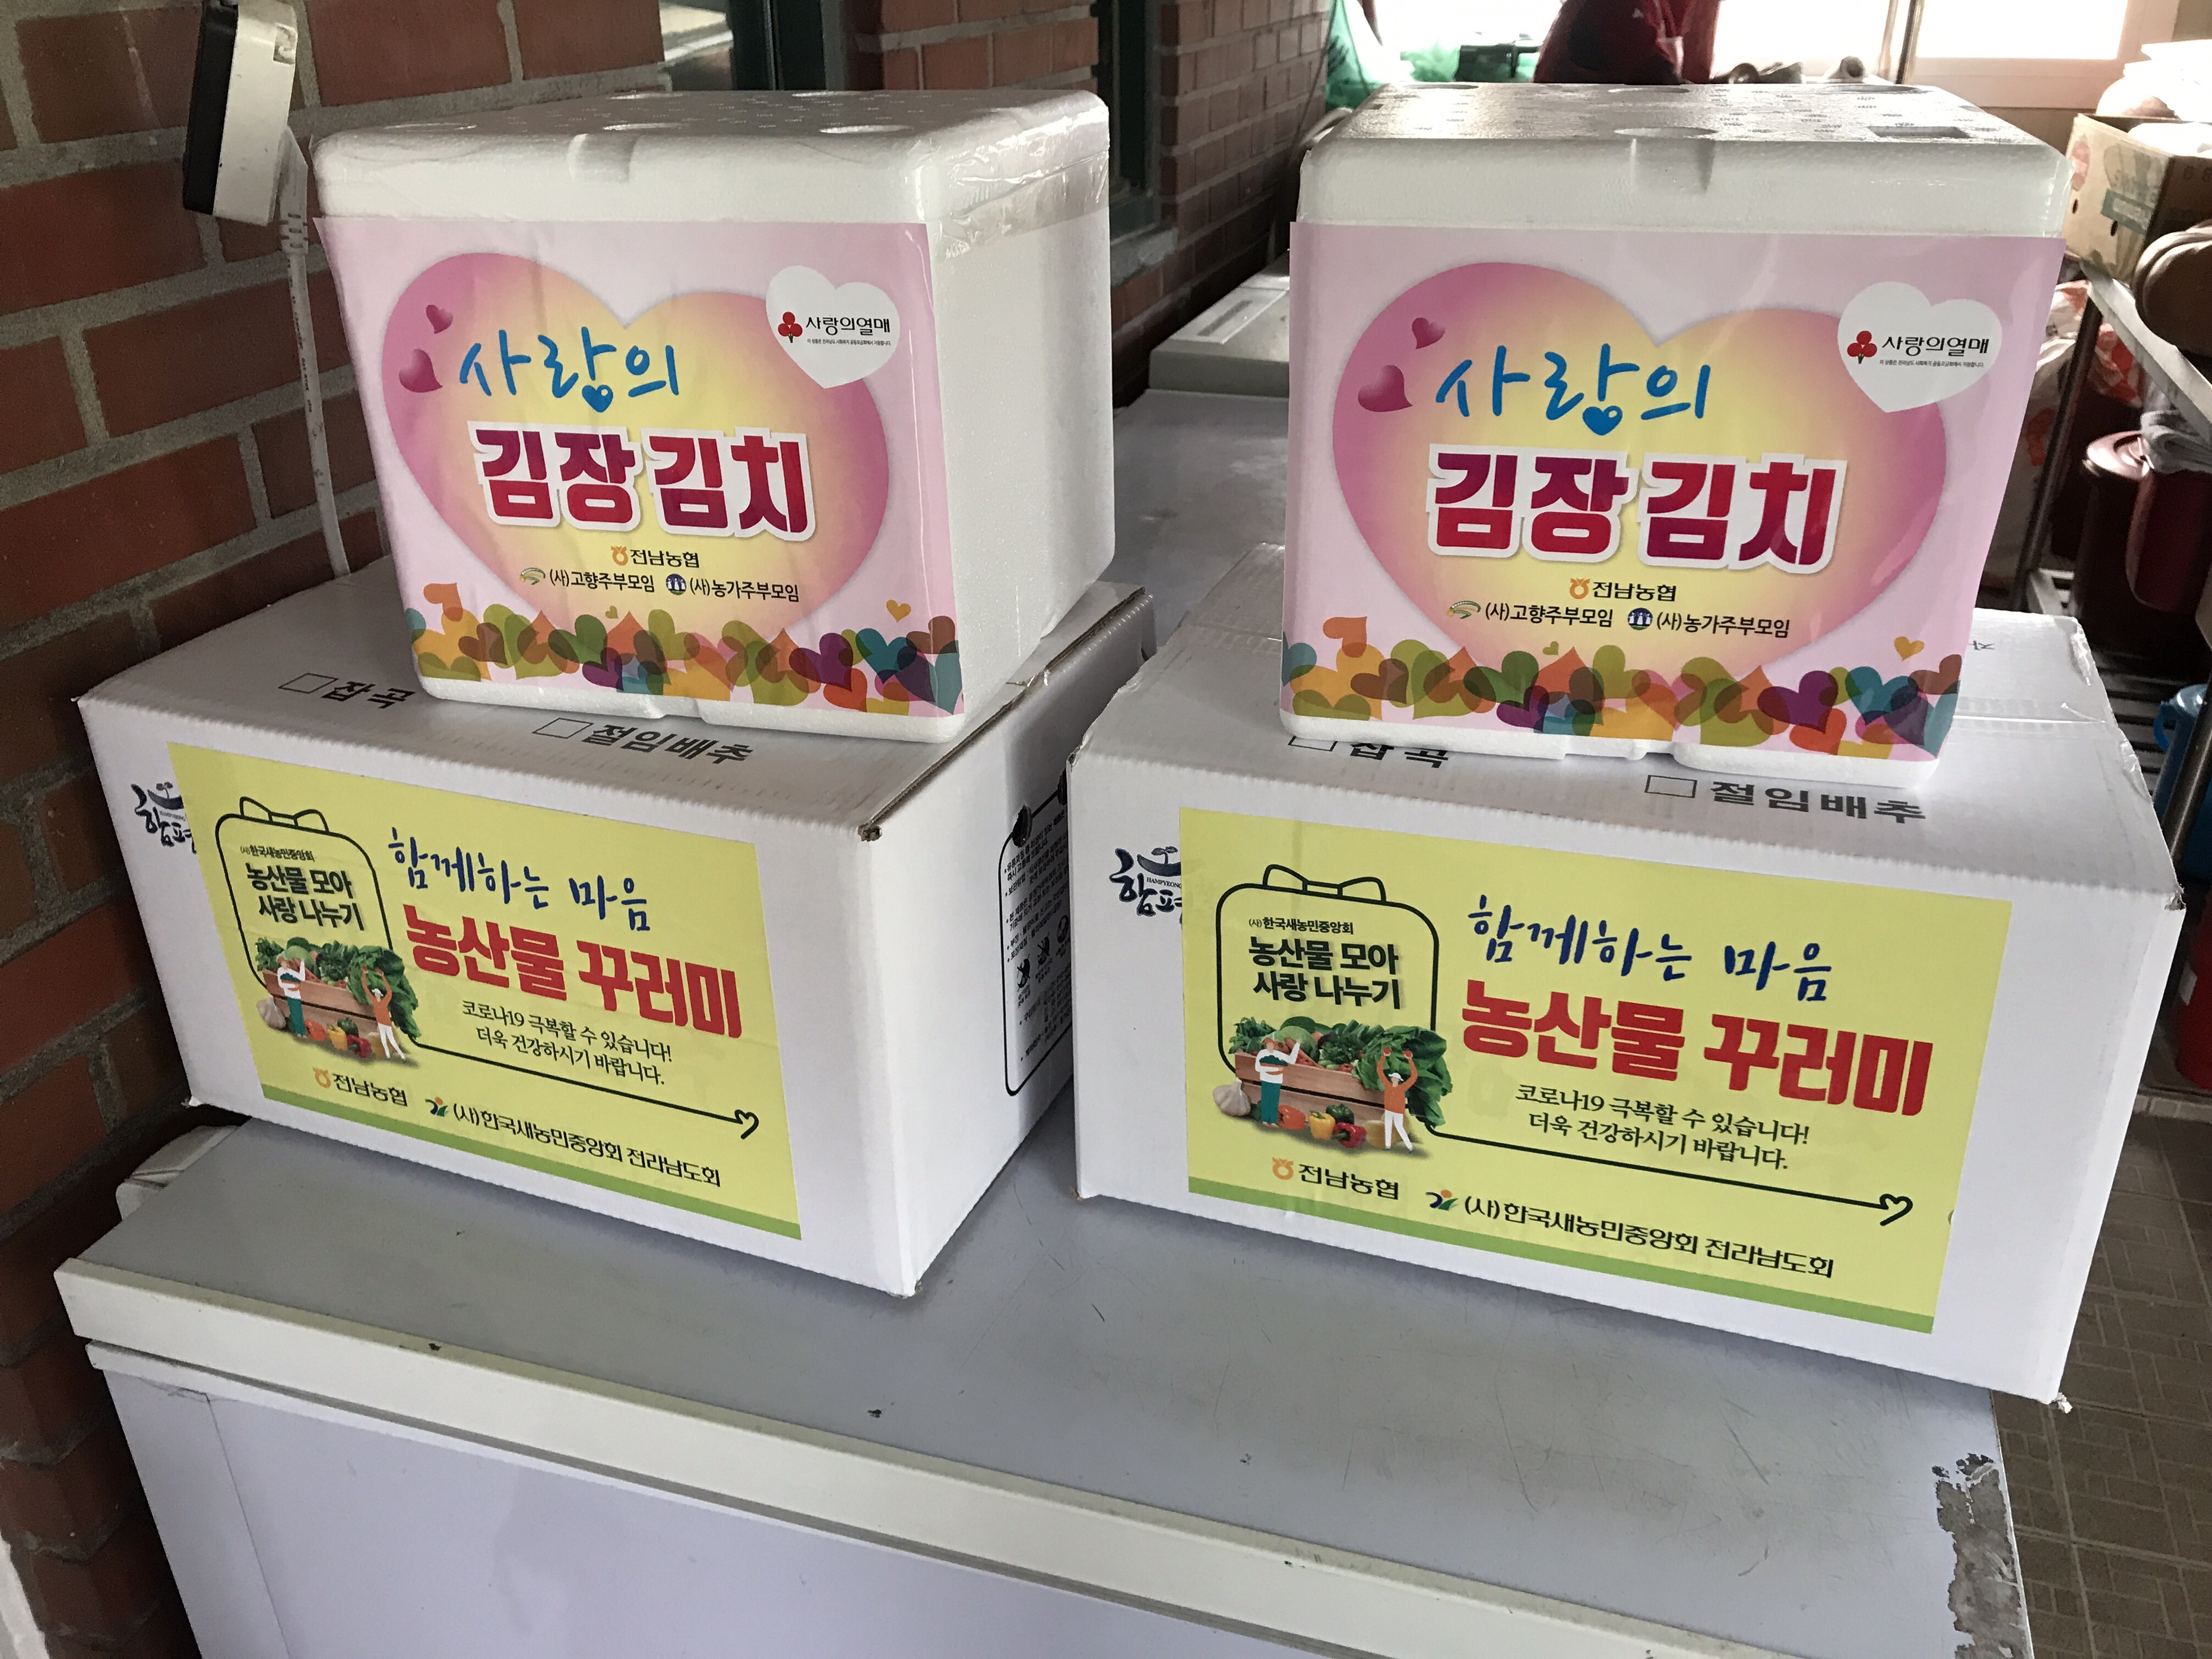 사랑의열매
사랑의
김장김치
전남농협
(사)고향주부모임 (사)농가주부모임
사랑의열매
사랑의
김장김치
전남농협
(사)고향주부모임 (사)농가주부모임
잡곡
절임배추
함평
(사)한국새농민중앙회
농산물 모아
사랑 나누기
함께하는 마음
농산물 꾸러미
코로나19 극복할 수 있습니다!
더욱 건강하시기 바랍니다.
전남농협 (사)한국새농민중앙회 전라남도회
잡곡
절임배추
HAMPYEONG
함평
(사)한국새농민중앙회
농산물 모아
사랑 나누기
함께하는 마음
농산물 꾸러미
코로나19 극복할 수 있습니다!
더욱 건강하시기 바랍니다.
전남농협 (사)한국새농민중앙회 전라남도회